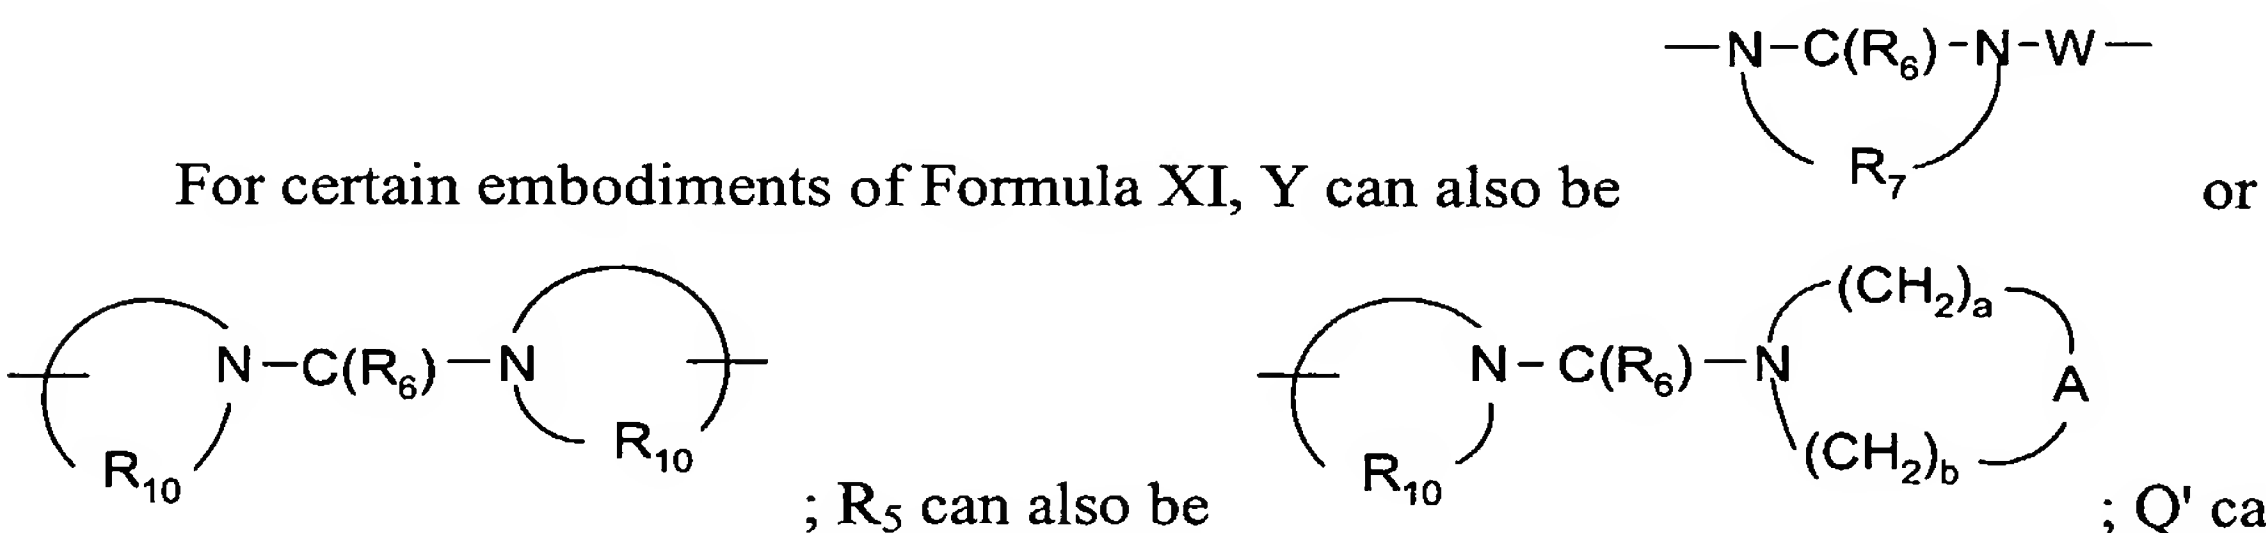 —N–C(R₆)–N–W—
R₇
For certain embodiments of Formula XI, Y can also be or
N–C(R₆)–N R₁₀ R₁₀ ; R₅ can also be N–C(R₆)–N (CH₂)ₐ A (CH₂)b R₁₀ ; Q' ca